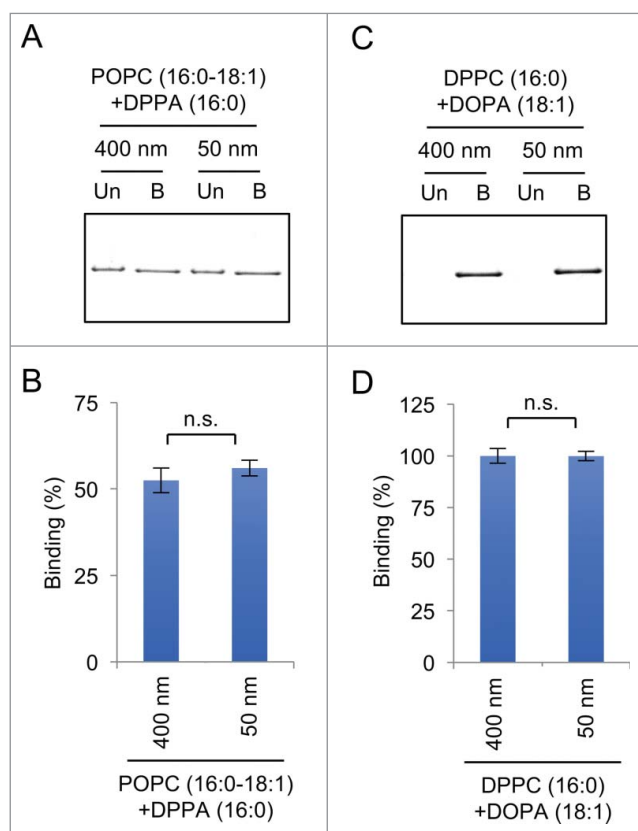 A
POPC (16:0-18:1)
+DPPA (16:0)
400 nm 50 nm
Un B Un B
C
DPPC (16:0)
+DOPA (18:1)
400 nm 50 nm
Un B Un B
B
75
50
25
0
Binding (%)
n.s.
400 nm
50 nm
POPC (16:0-18:1)
+DPPA (16:0)
D
125
100
75
50
25
0
Binding (%)
n.s.
400 nm
50 nm
DPPC (16:0)
+DOPA (18:1)